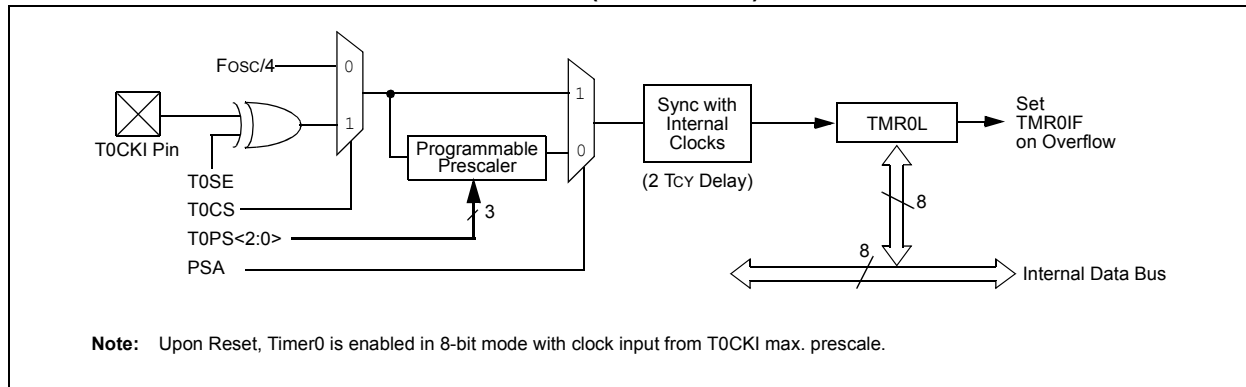 Fosc/4
0
1
T0CKI Pin
T0SE
T0CS
T0PS<2:0>
PSA
Programmable
Prescaler
3
1
0
Sync with
Internal
Clocks
(2 TCY Delay)
TMR0L
Set
TMR0IF
on Overflow
8
8
Internal Data Bus
Note: Upon Reset, Timer0 is enabled in 8-bit mode with clock input from T0CKI max. prescale.